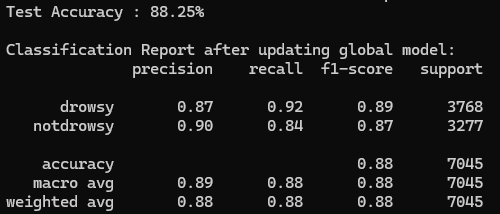 Test Accuracy : 88.25%
Classification Report after updating global model:
precision recall f1-score support
drowsy 0.87 0.92 0.89 3768
notdrowsy 0.90 0.84 0.87 3277
accuracy 0.88 7045
macro avg 0.89 0.88 0.88 7045
weighted avg 0.88 0.88 0.88 7045